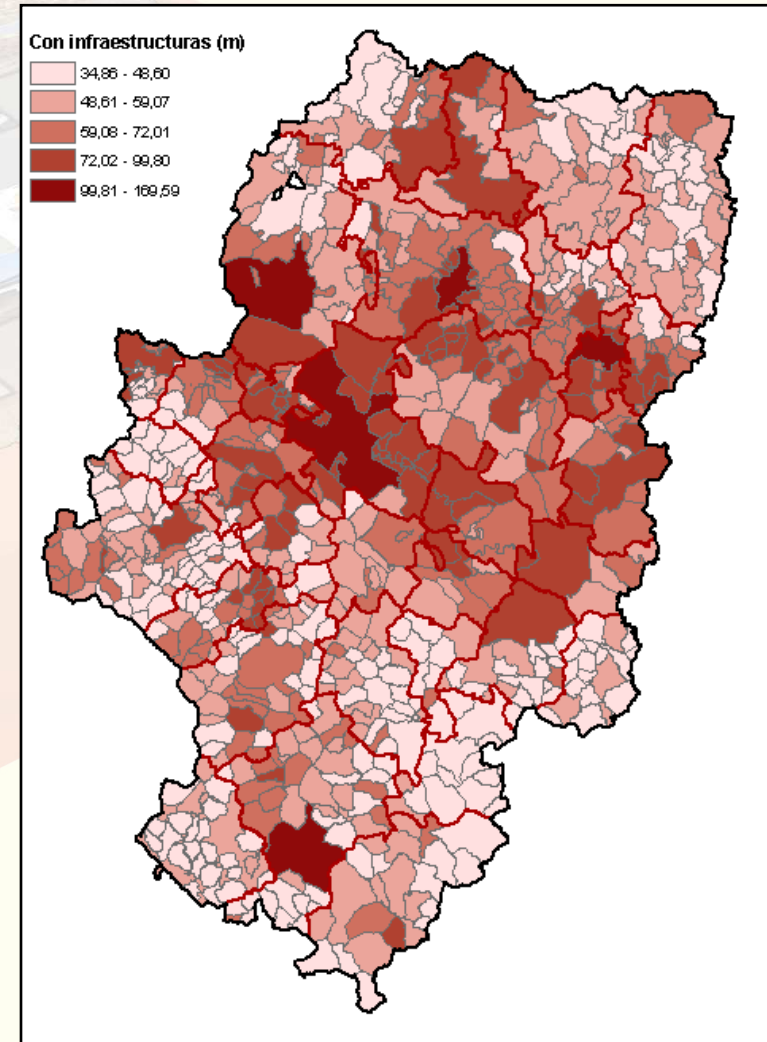 Con infraestructuras (m)
34,86 - 48,60
48,61 - 59,07
59,08 - 72,01
72,02 - 99,80
99,81 - 169,59